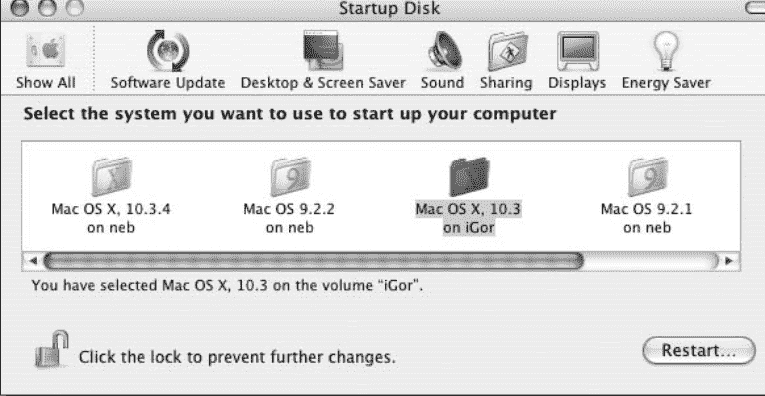 Startup Disk
Show All Software Update Desktop & Screen Saver Sound Sharing Displays Energy Saver
Select the system you want to use to start up your computer
X 9 9
Mac OS X, 10.3.4 Mac OS 9.2.2 Mac OS X, 10.3 Mac OS 9.2.1
on neb on neb on iGor on neb
You have selected Mac OS X, 10.3 on the volume “iGor”.
Click the lock to prevent further changes.
Restart...